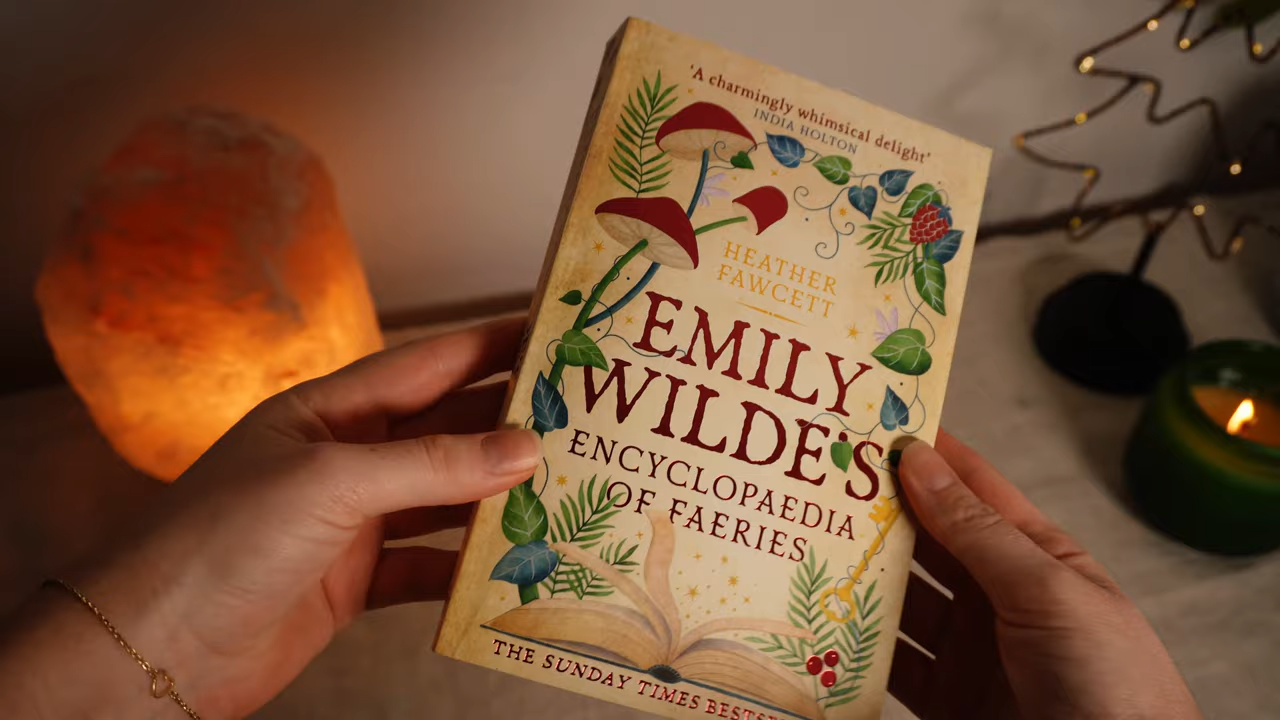 'A charmingly whimsical delight'
INDIA HOLTON
HEATHER
FAWCETT
EMILY
WILDE'S
ENCYCLOPAEDIA
OF FAERIES
THE SUNDAY TIMES